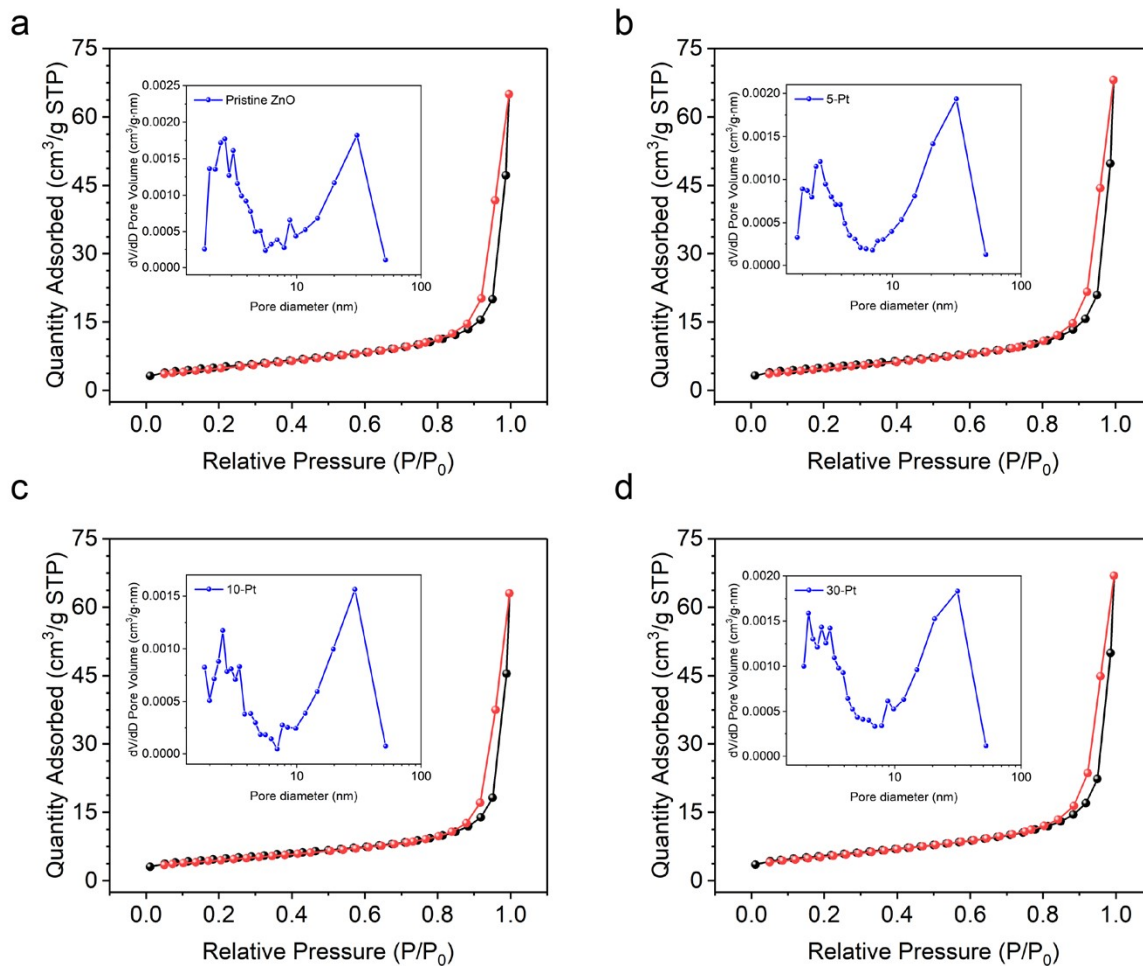 a
75
60
45
30
15
0
Quantity Adsorbed (cm³/g STP)
0.0 0.2 0.4 0.6 0.8 1.0
Relative Pressure (P/P₀)
Pristine ZnO
0.0025
0.0020
0.0015
0.0010
0.0005
0.0000
dV/dD Pore Volume (cm³/g·nm)
10 100
Pore diameter (nm)
b
75
60
45
30
15
0
Quantity Adsorbed (cm³/g STP)
0.0 0.2 0.4 0.6 0.8 1.0
Relative Pressure (P/P₀)
5-Pt
0.0020
0.0015
0.0010
0.0005
0.0000
dV/dD Pore Volume (cm³/g·nm)
10 100
Pore diameter (nm)
c
75
60
45
30
15
0
Quantity Adsorbed (cm³/g STP)
0.0 0.2 0.4 0.6 0.8 1.0
Relative Pressure (P/P₀)
10-Pt
0.0015
0.0010
0.0005
0.0000
dV/dD Pore Volume (cm³/g·nm)
10 100
Pore diameter (nm)
d
75
60
45
30
15
0
Quantity Adsorbed (cm³/g STP)
0.0 0.2 0.4 0.6 0.8 1.0
Relative Pressure (P/P₀)
30-Pt
0.0020
0.0015
0.0010
0.0005
0.0000
dV/dD Pore Volume (cm³/g·nm)
10 100
Pore diameter (nm)